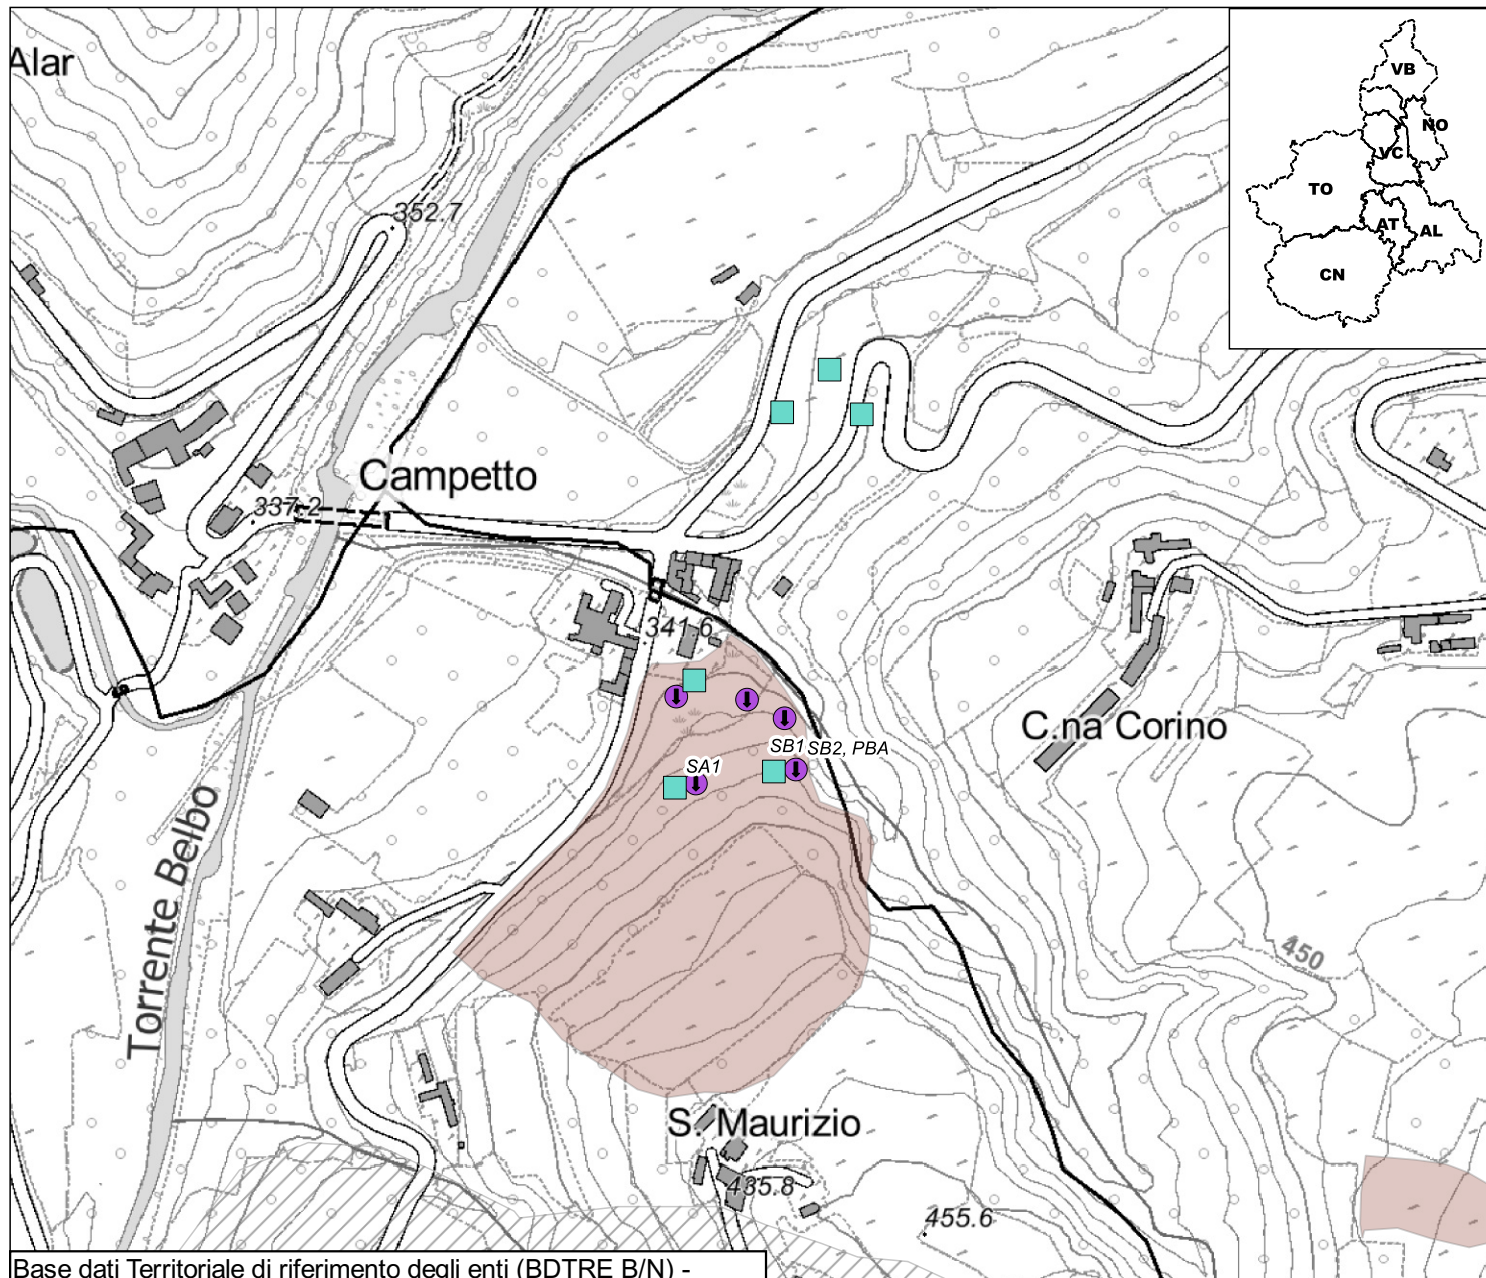 Alar
VB
NO
VC
TO
AT
AL
CN
352.7
Campetto
337.2
341.6
C.na Corino
SB1 SB2, PBA
SA1
Torrente Belbo
450
S. Maurizio
435.8
455.6
Base dati Territoriale di riferimento degli enti (BDTRE B/N) -